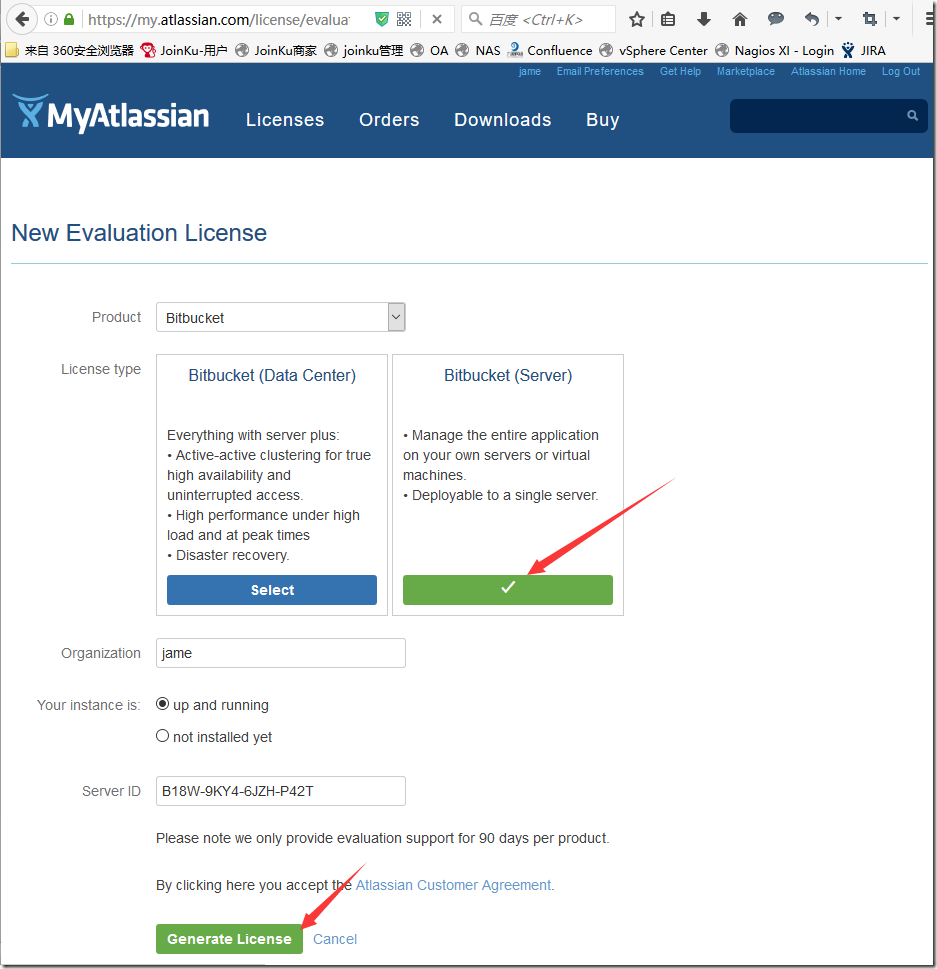 https://my.atlassian.com/license/evalua
百度 <Ctrl+K>
来自 360安全浏览器 JoinKu-用户 JoinKu商家 joinku管理 OA NAS Confluence vSphere Center Nagios XI - Login JIRA
jame Email Preferences Get Help Marketplace Atlassian Home Log Out
MyAtlassian Licenses Orders Downloads Buy
New Evaluation License
Product Bitbucket
License type
Bitbucket (Data Center)
Everything with server plus:
• Active-active clustering for true
high availability and
uninterrupted access.
• High performance under high
load and at peak times
• Disaster recovery.
Select
Bitbucket (Server)
• Manage the entire application
on your own servers or virtual
machines.
• Deployable to a single server.
Organization jame
Your instance is: up and running
not installed yet
Server ID B18W-9KY4-6JZH-P42T
Please note we only provide evaluation support for 90 days per product.
By clicking here you accept the Atlassian Customer Agreement.
Generate License Cancel